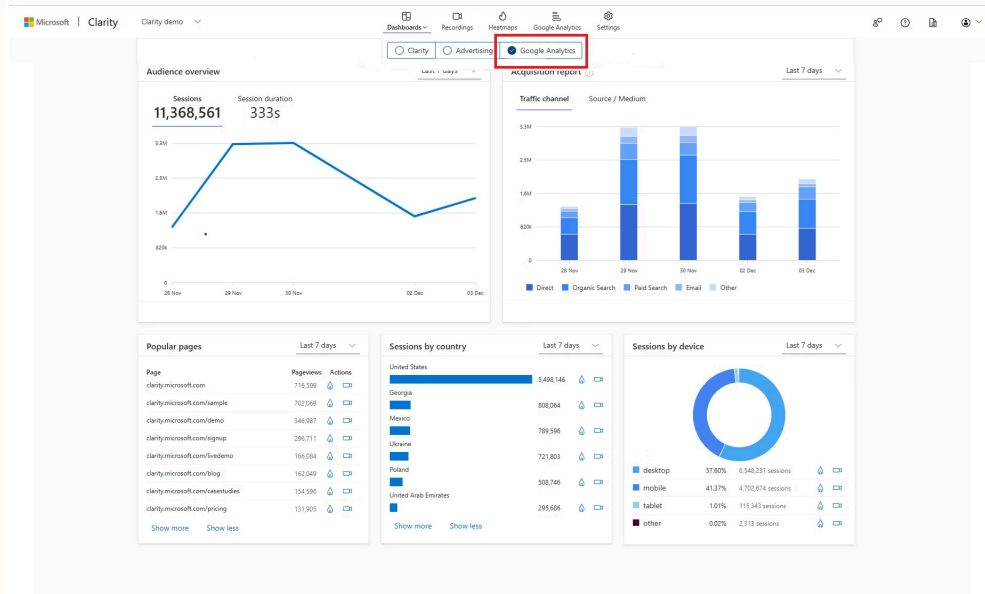 Microsoft Clarity Clarity demo
Dashboards Recordings Heatmaps Google Analytics Settings
Clarity Advertising Google Analytics
Audience overview Last 7 days
Sessions Session duration
11,368,561 333s
3.3M
2.5M
1.6M
820k
0
28 Nov 29 Nov 30 Nov 02 Dec 03 Dec
Acquisition report Last 7 days
Traffic channel Source / Medium
3.3M
2.5M
1.6M
820k
0
28 Nov 29 Nov 30 Nov 02 Dec 03 Dec
Direct Organic Search Paid Search Email Other
Popular pages Last 7 days
Page Pageviews Actions
clarity.microsoft.com 716,599
clarity.microsoft.com/sample 702,069
clarity.microsoft.com/demo 346,987
clarity.microsoft.com/signup 296,711
clarity.microsoft.com/livedemo 166,084
clarity.microsoft.com/blog 162,049
clarity.microsoft.com/casestudies 154,596
clarity.microsoft.com/pricing 131,905
Show more Show less
Sessions by country Last 7 days
United States
5,498,146
Georgia
808,064
Mexico
789,596
Ukraine
721,803
Poland
508,746
United Arab Emirates
295,686
Show more Show less
Sessions by device Last 7 days
desktop 57.60% 6,548,231 sessions
mobile 41.37% 4,702,674 sessions
tablet 1.01% 115,343 sessions
other 0.02% 2,313 sessions